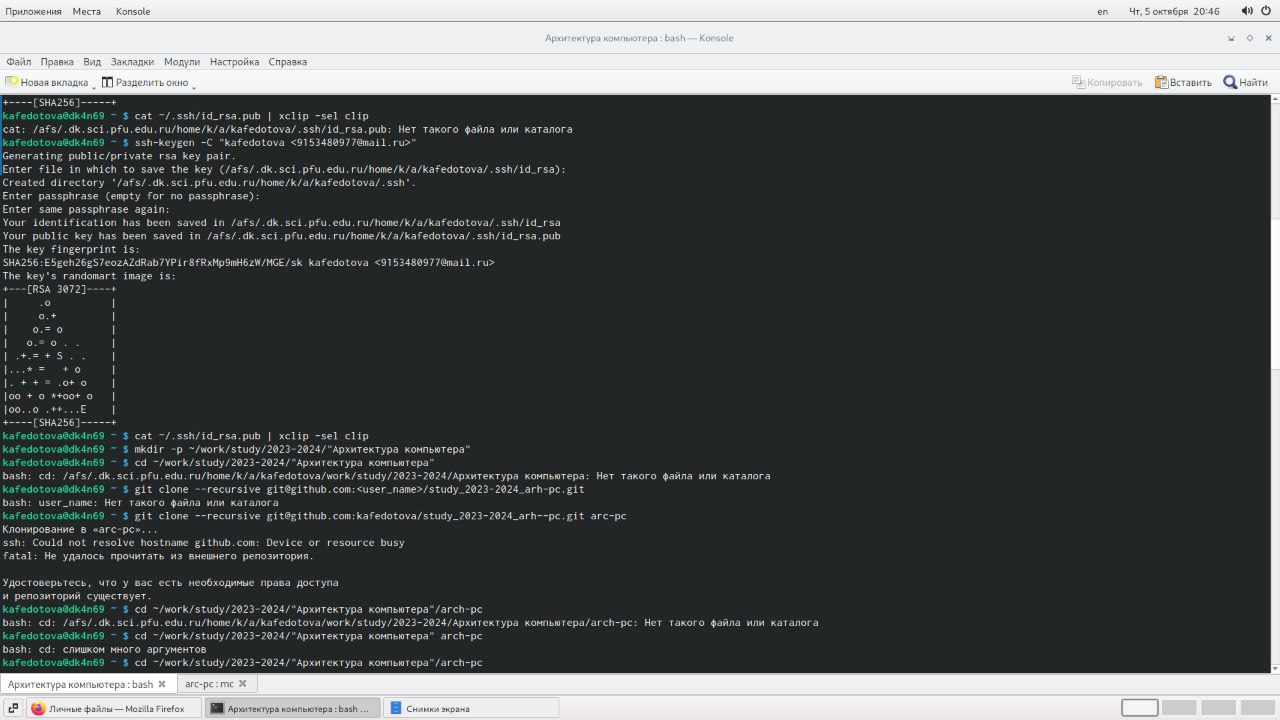 Приложения Места Konsole en Чт, 5 октября 20:46
Архитектура компьютера : bash — Konsole
Файл Правка Вид Закладки Модули Настройка Справка
Новая вкладка Разделить окно Копировать Вставить Найти
+----[SHA256]-----+
kafedotova@dk4n69 ~ $ cat ~/.ssh/id_rsa.pub | xclip -sel clip
cat: /afs/.dk.sci.pfu.edu.ru/home/k/a/kafedotova/.ssh/id_rsa.pub: Нет такого файла или каталога
kafedotova@dk4n69 ~ $ ssh-keygen -C "kafedotova <9153480977@mail.ru>"
Generating public/private rsa key pair.
Enter file in which to save the key (/afs/.dk.sci.pfu.edu.ru/home/k/a/kafedotova/.ssh/id_rsa):
Created directory '/afs/.dk.sci.pfu.edu.ru/home/k/a/kafedotova/.ssh'.
Enter passphrase (empty for no passphrase):
Enter same passphrase again:
Your identification has been saved in /afs/.dk.sci.pfu.edu.ru/home/k/a/kafedotova/.ssh/id_rsa
Your public key has been saved in /afs/.dk.sci.pfu.edu.ru/home/k/a/kafedotova/.ssh/id_rsa.pub
The key fingerprint is:
SHA256:E5geh26gS7eozAZdRab7YPir8fRxMp9mH6zW/MGE/sk kafedotova <9153480977@mail.ru>
The key's randomart image is:
+---[RSA 3072]----+
|     .o          |
|     o.+         |
|    o.= o        |
|   o.= o . .     |
| .+.= + S . .    |
|...* =   + o     |
|. + + = .o+ o    |
|oo + o *+oo+ o   |
|oo..o .++...E    |
+----[SHA256]-----+
kafedotova@dk4n69 ~ $ cat ~/.ssh/id_rsa.pub | xclip -sel clip
kafedotova@dk4n69 ~ $ mkdir -p ~/work/study/2023-2024/"Архитектура компьютера"
kafedotova@dk4n69 ~ $ cd ~/work/study/2023-2024/"Архитектура компьютера"
bash: cd: /afs/.dk.sci.pfu.edu.ru/home/k/a/kafedotova/work/study/2023-2024/Архитектура компьютера: Нет такого файла или каталога
kafedotova@dk4n69 ~ $ git clone --recursive git@github.com:<user_name>/study_2023-2024_arh-pc.git
bash: user_name: Нет такого файла или каталога
kafedotova@dk4n69 ~ $ git clone --recursive git@github.com:kafedotova/study_2023-2024_arh--pc.git arc-pc
Клонирование в «arc-pc»...
ssh: Could not resolve hostname github.com: Device or resource busy
fatal: Не удалось прочитать из внешнего репозитория.
Удостоверьтесь, что у вас есть необходимые права доступа
и репозиторий существует.
kafedotova@dk4n69 ~ $ cd ~/work/study/2023-2024/"Архитектура компьютера"/arch-pc
bash: cd: /afs/.dk.sci.pfu.edu.ru/home/k/a/kafedotova/work/study/2023-2024/Архитектура компьютера/arch-pc: Нет такого файла или каталога
kafedotova@dk4n69 ~ $ cd ~/work/study/2023-2024/"Архитектура компьютера" arch-pc
bash: cd: слишком много аргументов
kafedotova@dk4n69 ~ $ cd ~/work/study/2023-2024/"Архитектура компьютера"/arch-pc
Архитектура компьютера : bash arc-pc : mc
Личные файлы — Mozilla Firefox Архитектура компьютера : bash ... Снимки экрана